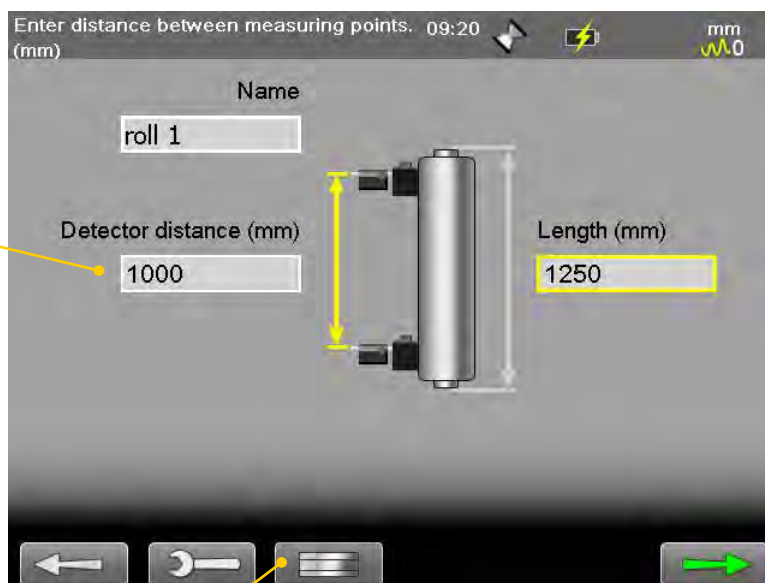 Enter distance between measuring points. 09:20
(mm)
mm
0
Name
roll 1
Detector distance (mm)
1000
Length (mm)
1250